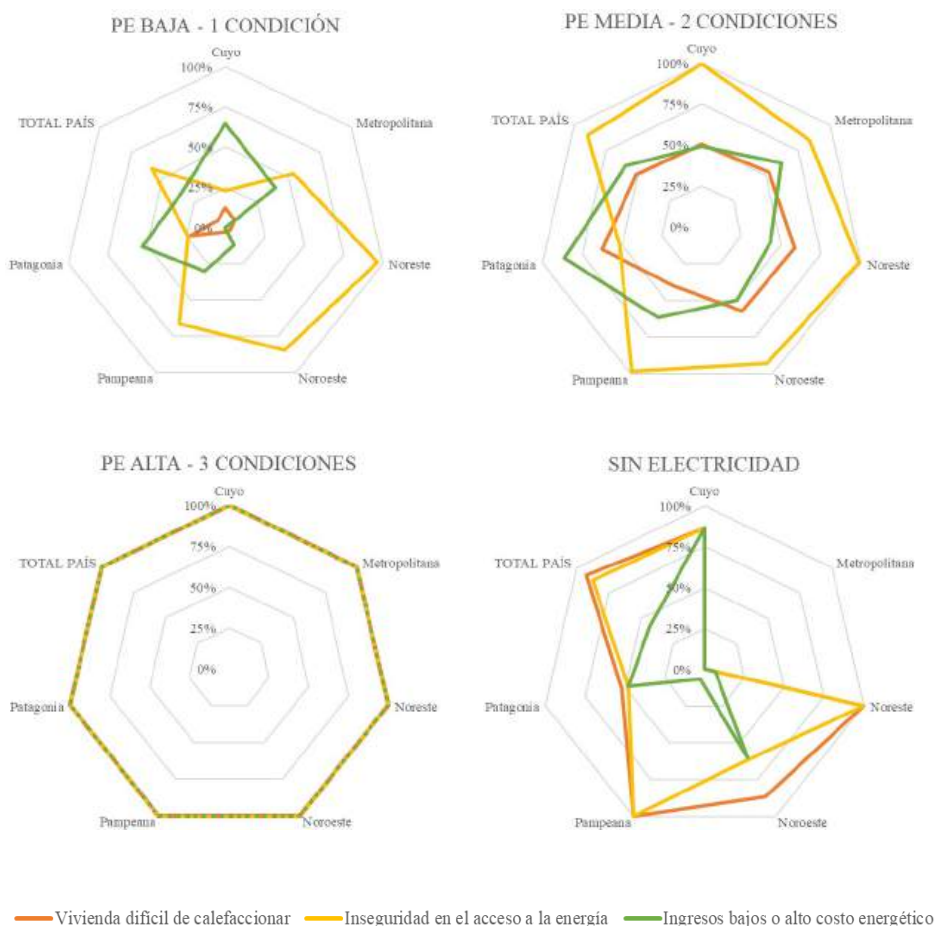 PE BAJA - 1 CONDICIÓN
Cuyo
100%
75%
50%
25%
0%
Metropolitana
Noreste
Noroeste
Pampeana
Patagonia
TOTAL PAÍS
PE MEDIA - 2 CONDICIONES
Cuyo
100%
75%
50%
25%
0%
Metropolitana
Noreste
Noroeste
Pampeana
Patagonia
TOTAL PAÍS
PE ALTA - 3 CONDICIONES
Cuyo
100%
75%
50%
25%
0%
Metropolitana
Noreste
Noroeste
Pampeana
Patagonia
TOTAL PAÍS
SIN ELECTRICIDAD
Cuyo
100%
75%
50%
25%
0%
Metropolitana
Noreste
Noroeste
Pampeana
Patagonia
TOTAL PAÍS
Vivienda difícil de calefaccionar
Inseguridad en el acceso a la energía
Ingresos bajos o alto costo energético